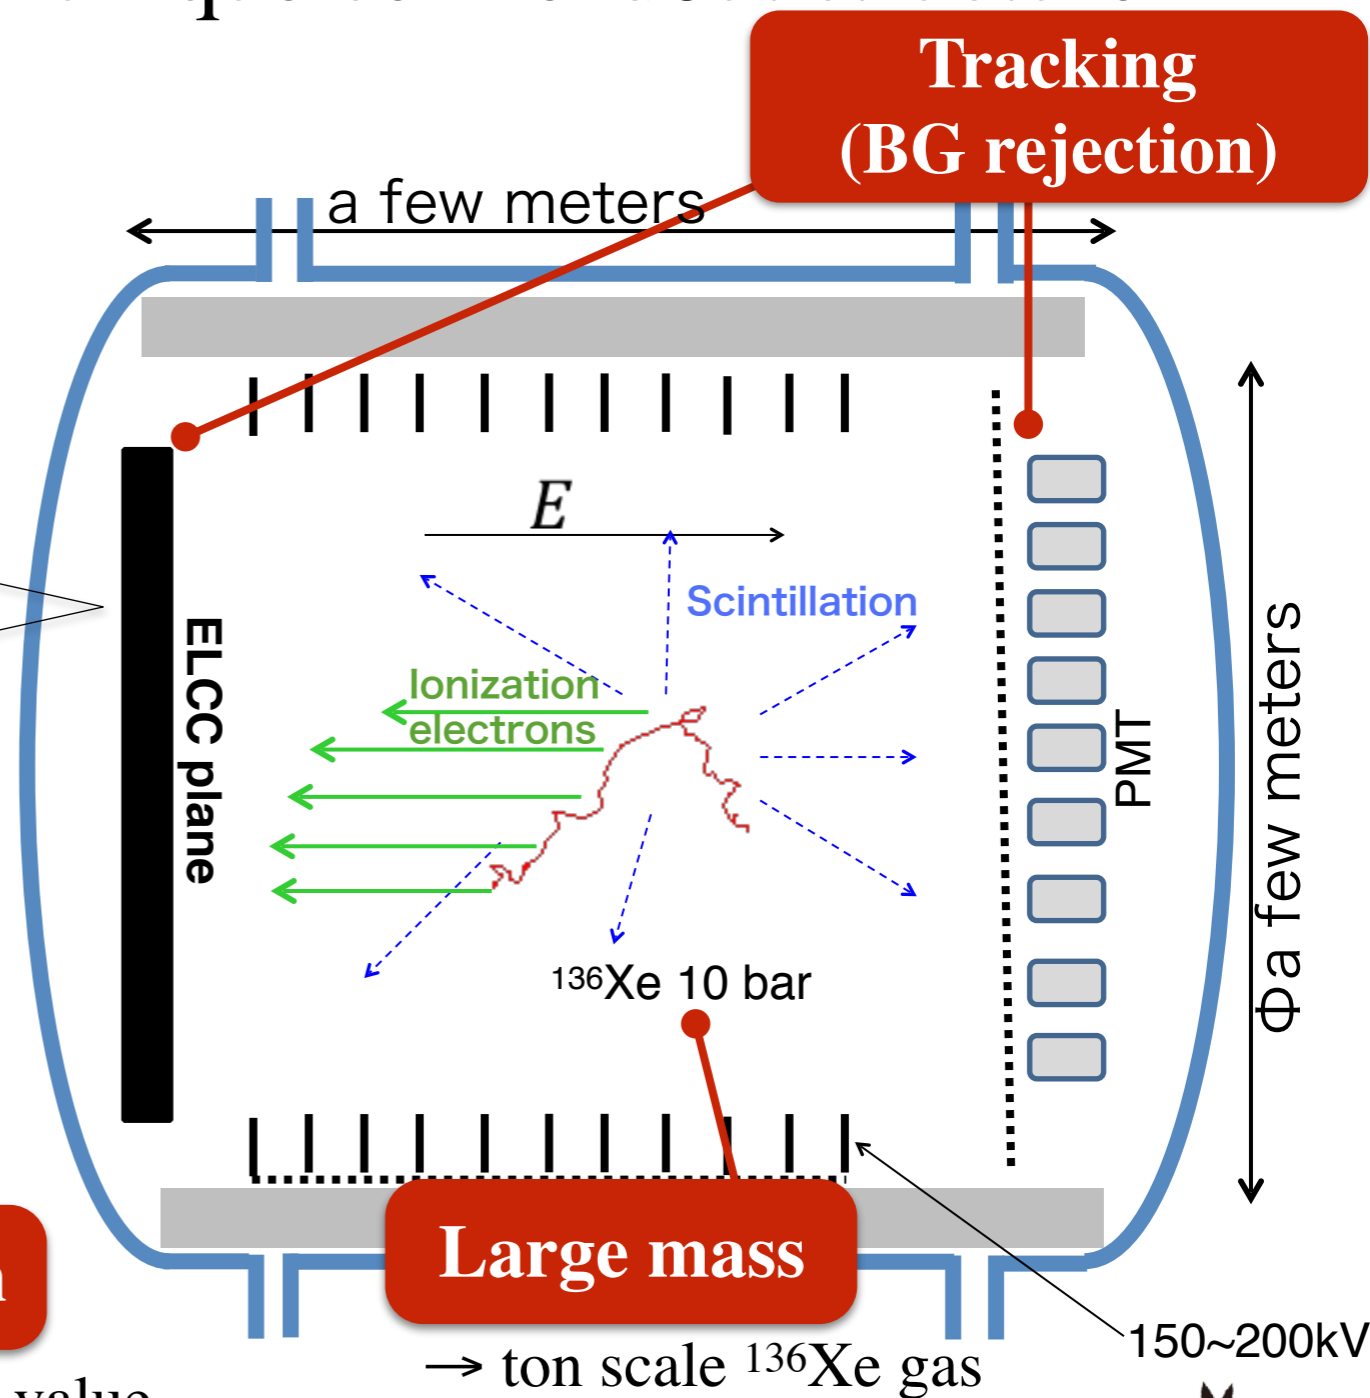 Tracking
(BG rejection)
a few meters
E
Scintillation
Ionization
electrons
ELCC plane
PMT
Φa few meters
¹³⁶Xe 10 bar
Large mass
150~200kV
→ ton scale ¹³⁶Xe gas
value